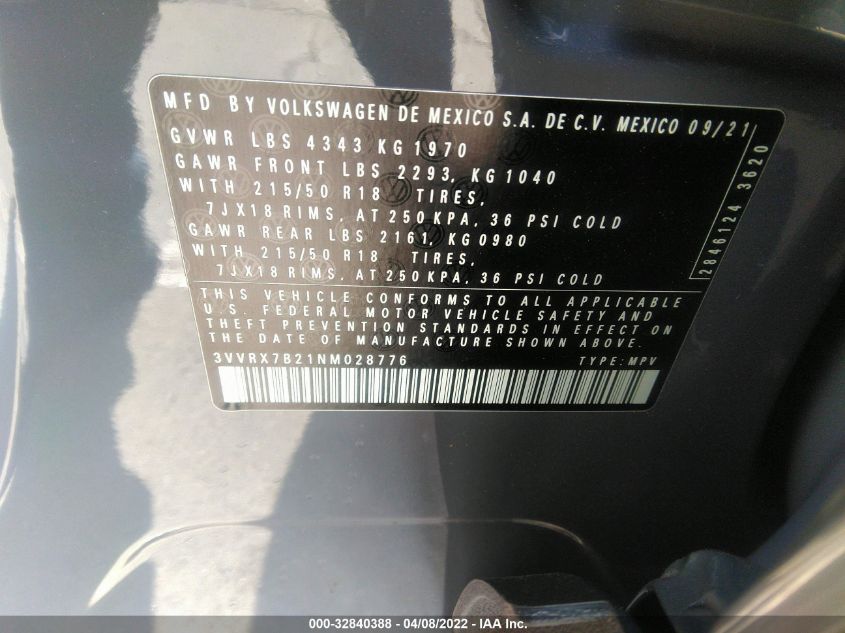 MFD BY VOLKSWAGEN DE MEXICO S.A. DE C.V. MEXICO 09/21
GVWR LBS 4343 KG 1970
GAWR FRONT LBS 2293, KG 1040
WITH 215/50 R18 TIRES,
7JX18 RIMS, AT 250 KPA, 36 PSI COLD
GAWR REAR LBS 2161, KG 0980
WITH 215/50 R18 TIRES,
7JX18 RIMS, AT 250 KPA, 36 PSI COLD
2846124 3620
THIS VEHICLE CONFORMS TO ALL APPLICABLE
U.S. FEDERAL MOTOR VEHICLE SAFETY AND
THEFT PREVENTION STANDARDS IN EFFECT ON
THE DATE OF MANUFACTURE SHOWN ABOVE.
3VVRX7B21NM028776 TYPE: MPV
000-32840388 - 04/08/2022 - IAA Inc.